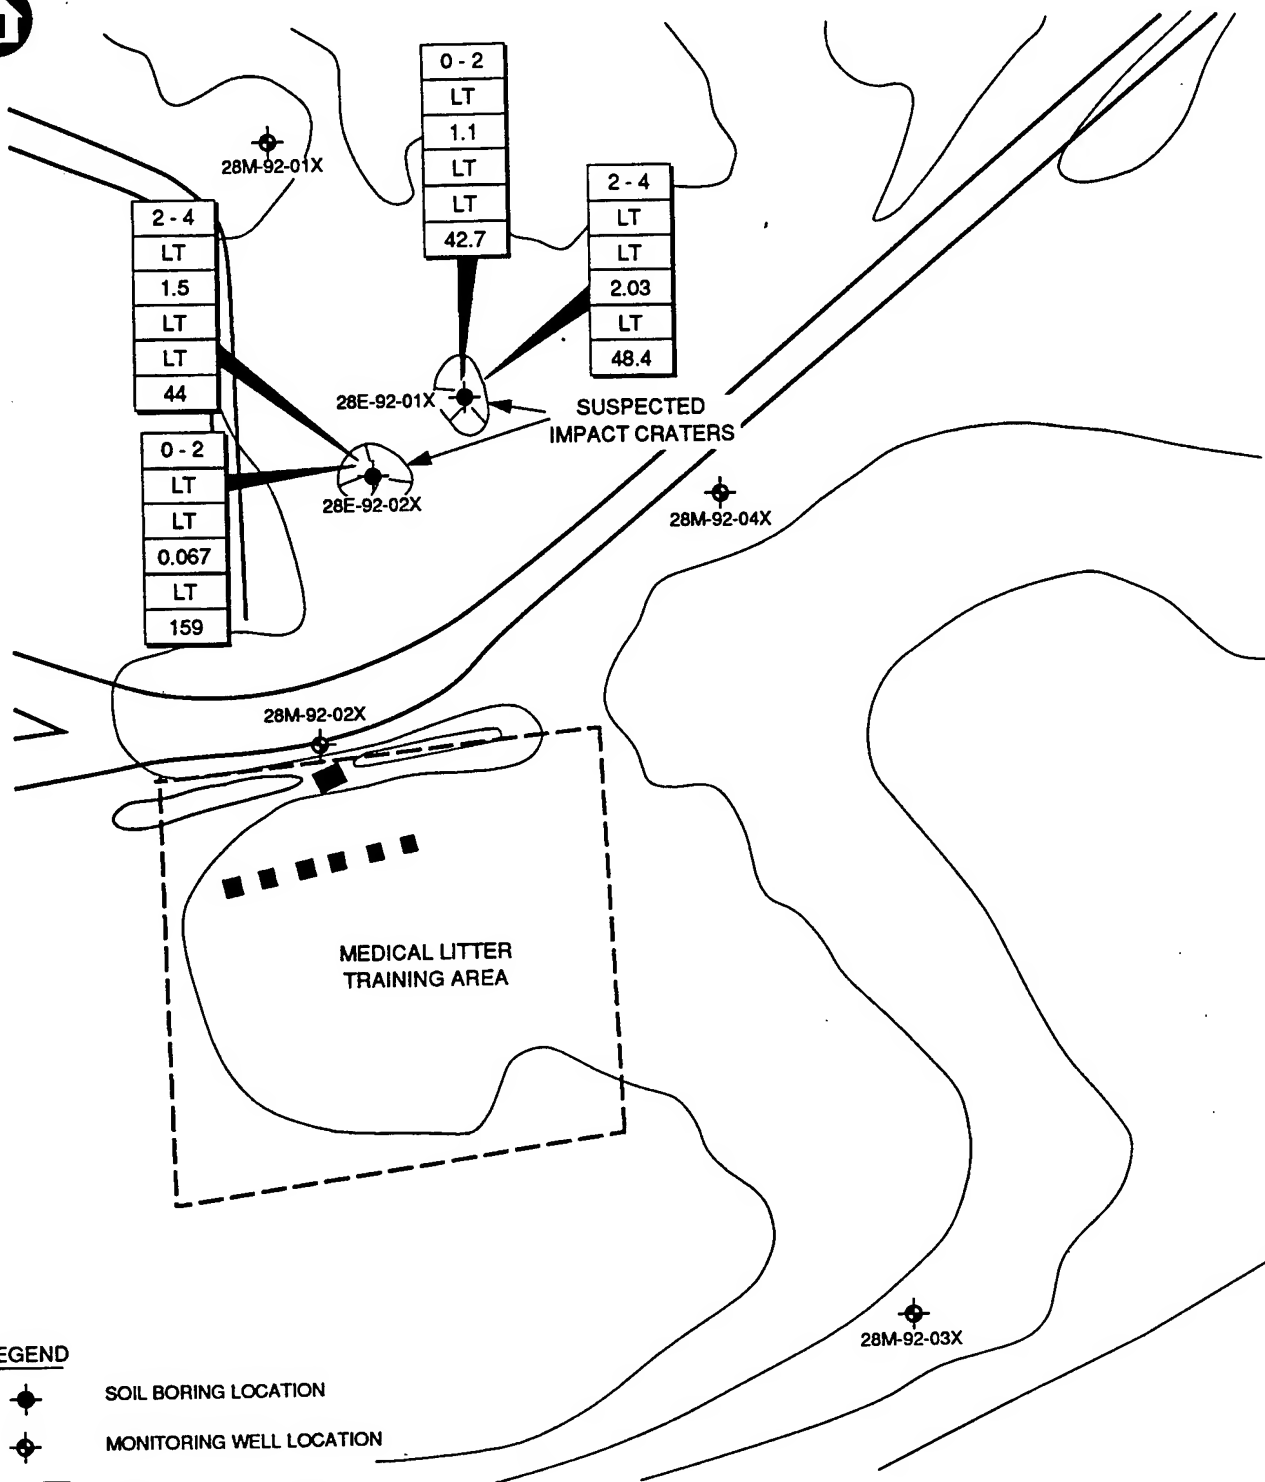 0 - 2
LT
1.1
LT
LT
42.7
28M-92-01X
2 - 4
LT
LT
2.03
LT
48.4
2 - 4
LT
1.5
LT
LT
44
28E-92-01X
SUSPECTED
IMPACT CRATERS
0 - 2
LT
LT
0.067
LT
159
28E-92-02X
28M-92-04X
28M-92-02X
MEDICAL LITTER
TRAINING AREA
28M-92-03X
EGEND
SOIL BORING LOCATION
MONITORING WELL LOCATION